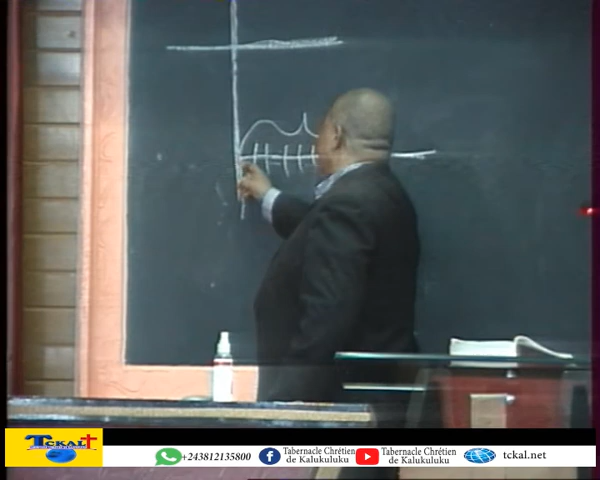 TCKAL
+243812135800
Tabernacle Chrétien
de Kalukuluku
Tabernacle Chrétien
de Kalukuluku
tckal.net